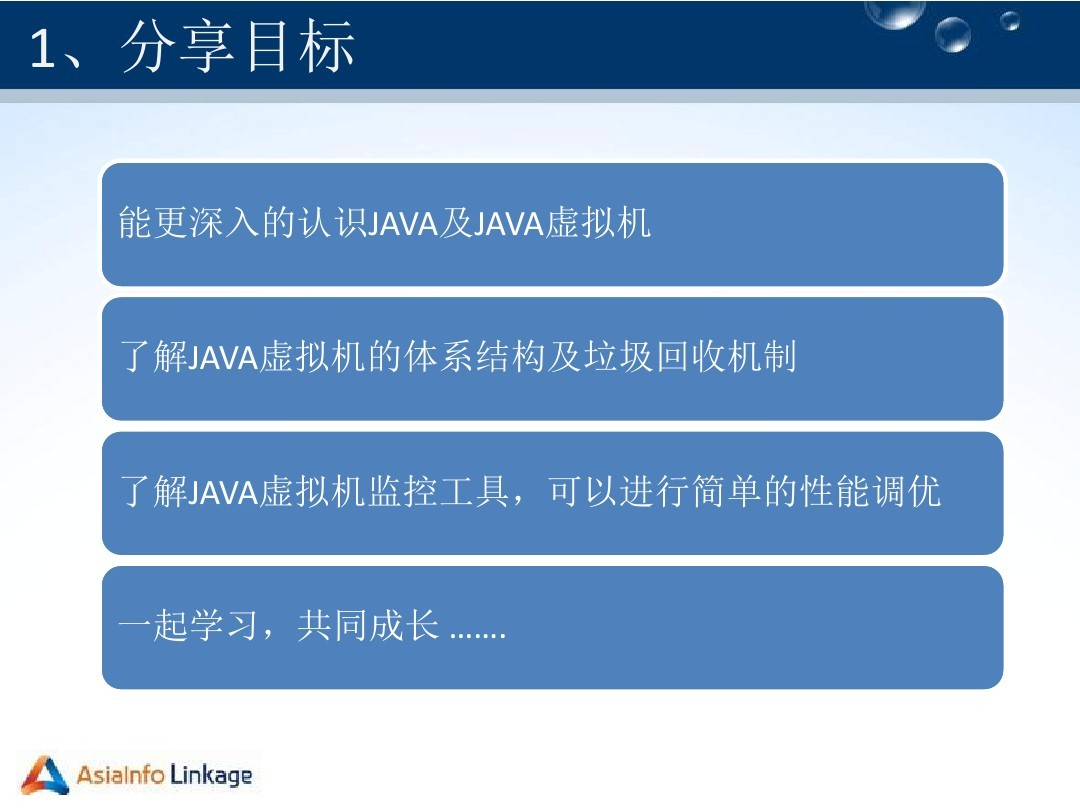 1、分享目标
能更深入的认识JAVA及JAVA虚拟机
了解JAVA虚拟机的体系结构及垃圾回收机制
了解JAVA虚拟机监控工具，可以进行简单的性能调优
一起学习，共同成长 .......
AsiaInfo Linkage